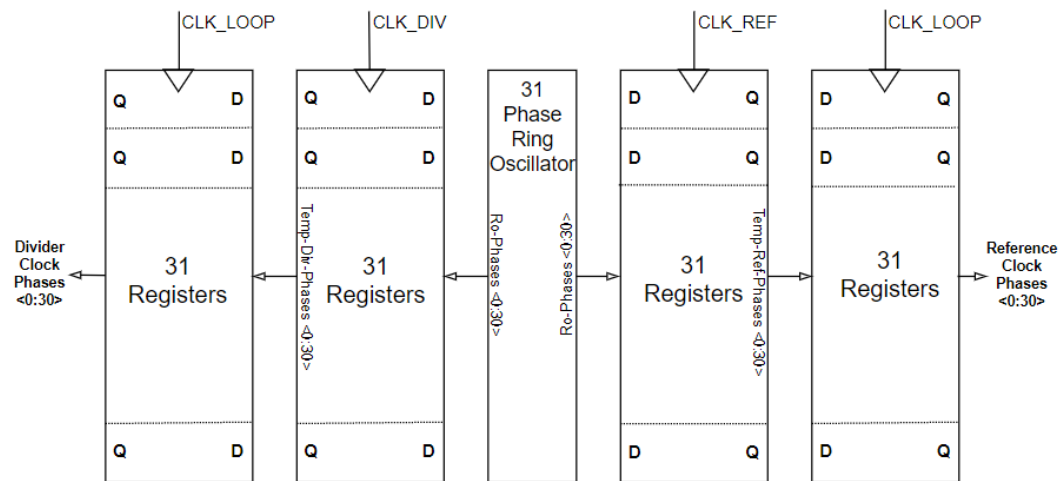 CLK_LOOP
CLK_DIV
CLK_REF
CLK_LOOP
Q D
Q D
31
Phase
Ring
Oscillator
D Q
D Q
Q D
Q D
D Q
D Q
Divider
Clock
Phases
<0:30>
31
Registers
Temp-Div-Phases <0:30>
31
Registers
Ro-Phases <0:30>
Ro-Phases <0:30>
31
Registers
Temp-Ref-Phases <0:30>
31
Registers
Reference
Clock
Phases
<0:30>
Q D
Q D
D Q
D Q